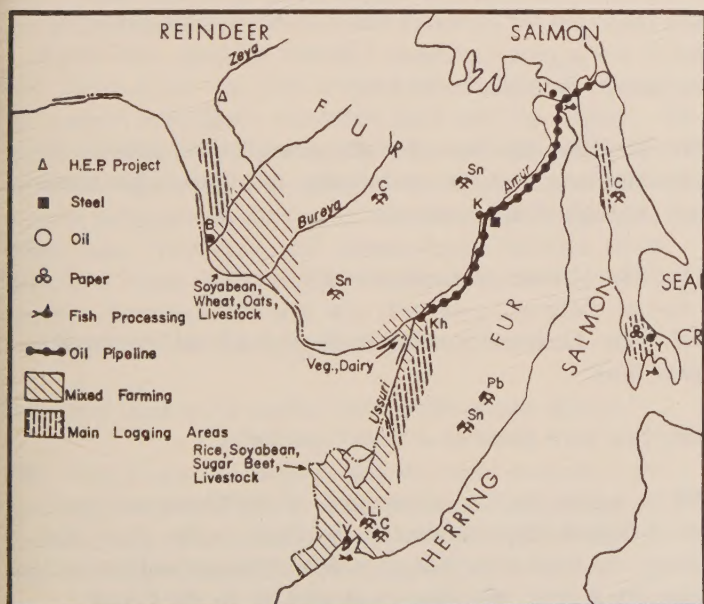 REINDEER
SALMON
Zeya
FUR
Sn
C
Bureya
Amur
N
K
C
B
Sn
Soyabean,
Wheat, Oats,
Livestock
Kh
Veg., Dairy
Ussuri
FUR
SALMON
SEA
CR
Y
Pb
Sn
Rice, Soyabean,
Sugar Beet,
Livestock
Li
C
V
HERRING
H.E.P. Project
Steel
Oil
Paper
Fish Processing
Oil Pipeline
Mixed Farming
Main Logging Areas